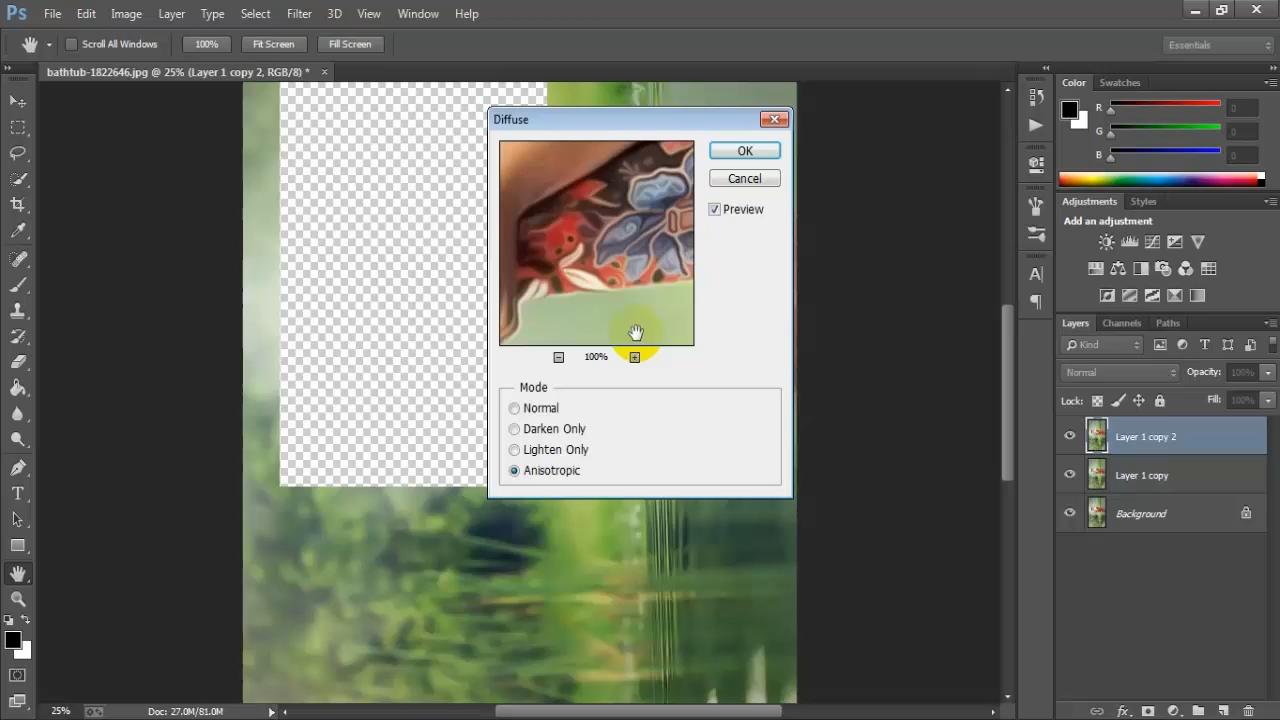 Ps File Edit Image Layer Type Select Filter 3D View Window Help
Scroll All Windows 100% Fit Screen Fill Screen Essentials
bathtub-1822646.jpg @ 25% (Layer 1 copy 2, RGB/8) *
Diffuse
OK
Cancel
Preview
100%
Mode
Normal
Darken Only
Lighten Only
Anisotropic
Color Swatches
R 0
G 0
B 0
Adjustments Styles
Add an adjustment
Layers Channels Paths
Kind
Normal Opacity: 100%
Lock: Fill: 100%
Layer 1 copy 2
Layer 1 copy
Background
25% Doc: 27.0M/81.0M